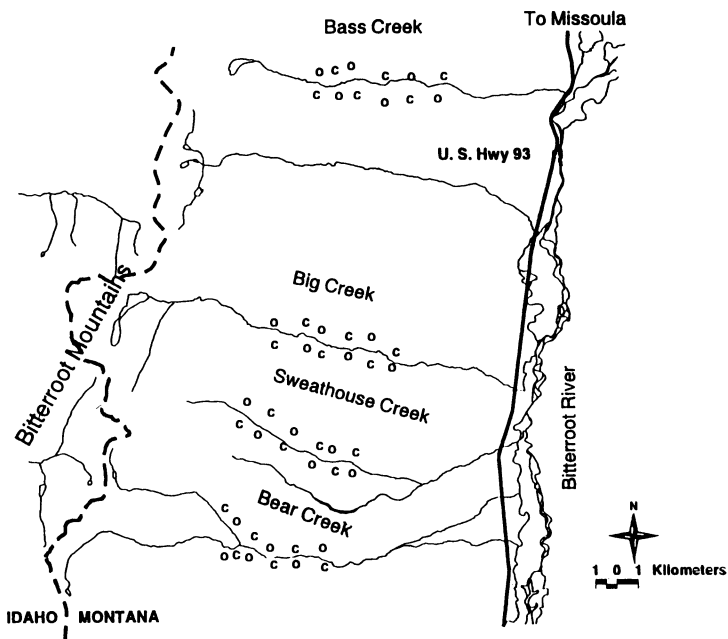 To Missoula
Bass Creek
o c o c o c
c o c o c o
U. S. Hwy 93
Big Creek
o c o c o
c o c o c o
Bitterroot Mountains
Sweathouse Creek
o c
c o c o c
o c o
Bitterroot River
Bear Creek
c
o
c o c o
o c o o c o c
N
1 0 1 Kilometers
IDAHO MONTANA